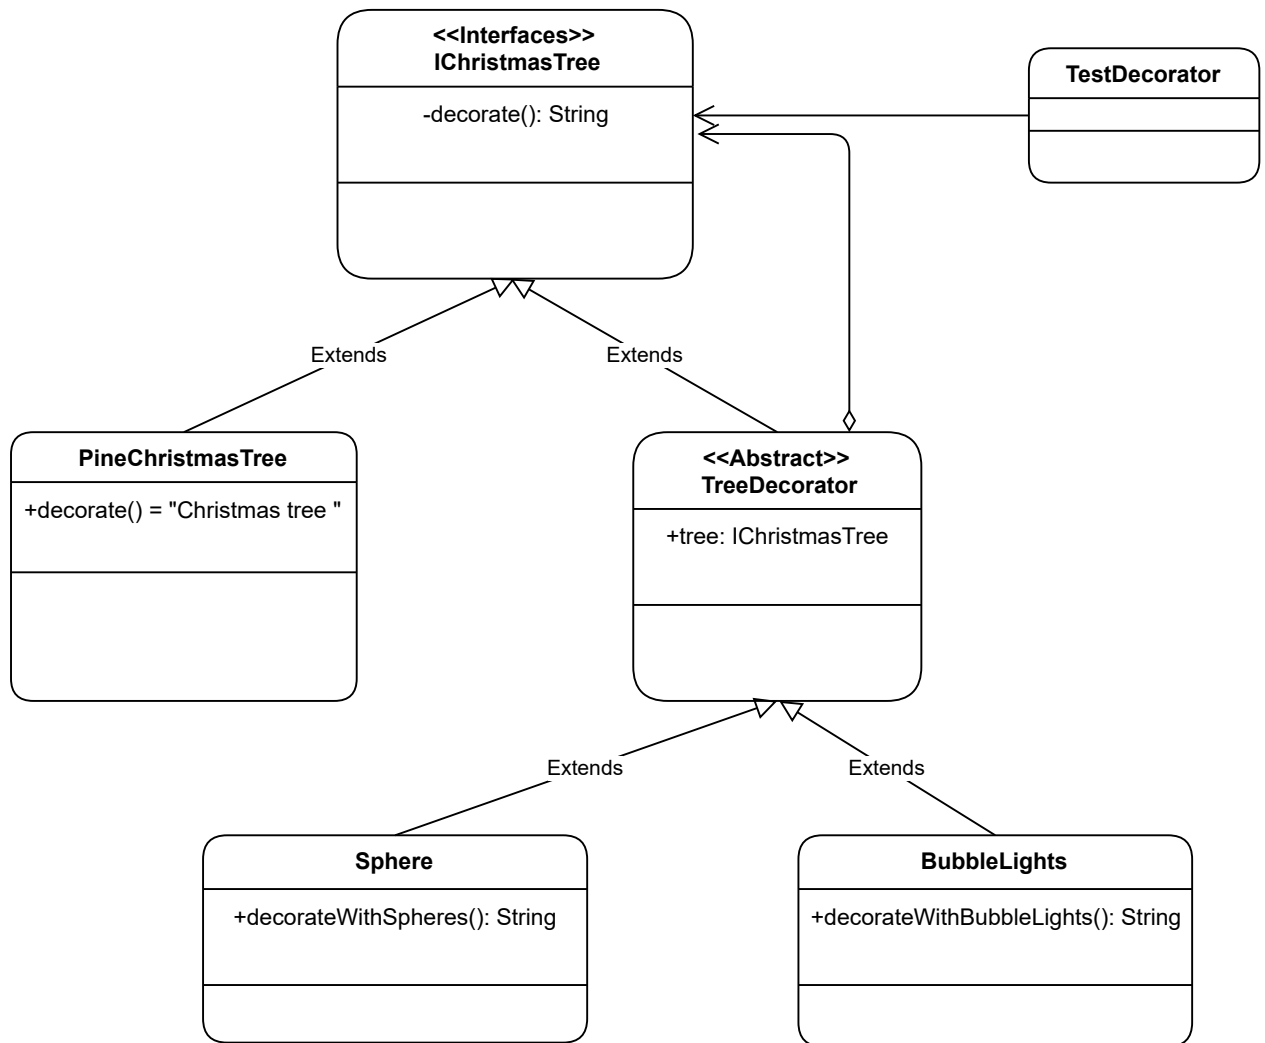 <<Interfaces>>
IChristmasTree
-decorate(): String
TestDecorator
Extends
Extends
PineChristmasTree
+decorate() = "Christmas tree "
<<Abstract>>
TreeDecorator
+tree: IChristmasTree
Extends
Extends
Sphere
+decorateWithSpheres(): String
BubbleLights
+decorateWithBubbleLights(): String